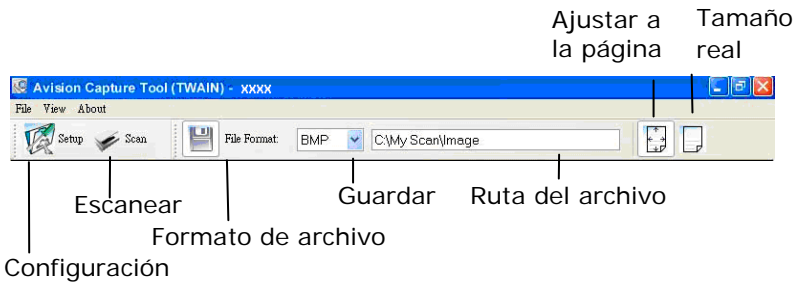 Ajustar a
la página
Tamaño
real
Avision Capture Tool (TWAIN) - xxxx
File View About
Setup Scan File Format: BMP C:\My Scan\Image
Escanear
Guardar
Ruta del archivo
Formato de archivo
Configuración